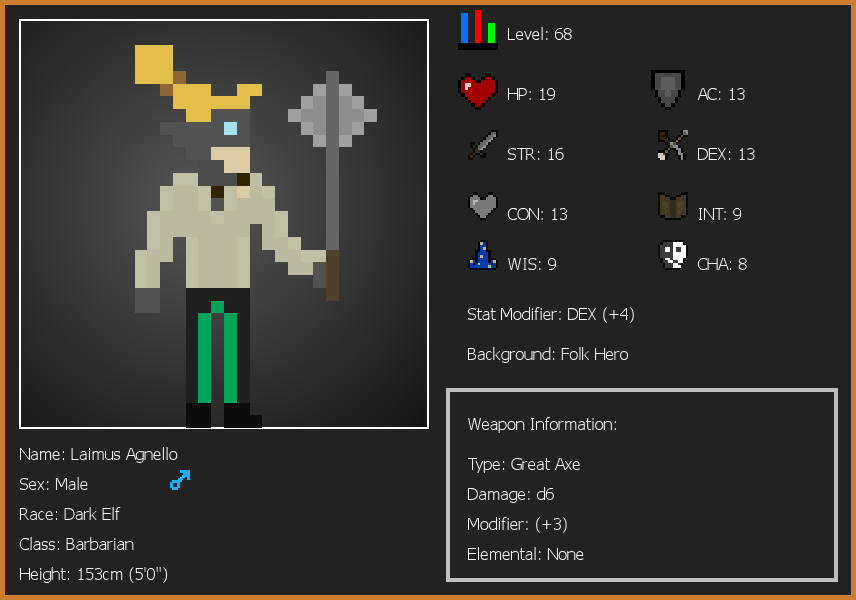 Level: 68
HP: 19
AC: 13
STR: 16
DEX: 13
CON: 13
INT: 9
WIS: 9
CHA: 8
Stat Modifier: DEX (+4)
Background: Folk Hero
Weapon Information:
Type: Great Axe
Damage: d6
Modifier: (+3)
Elemental: None
Name: Laimus Agnello
Sex: Male
Race: Dark Elf
Class: Barbarian
Height: 153cm (5'0")